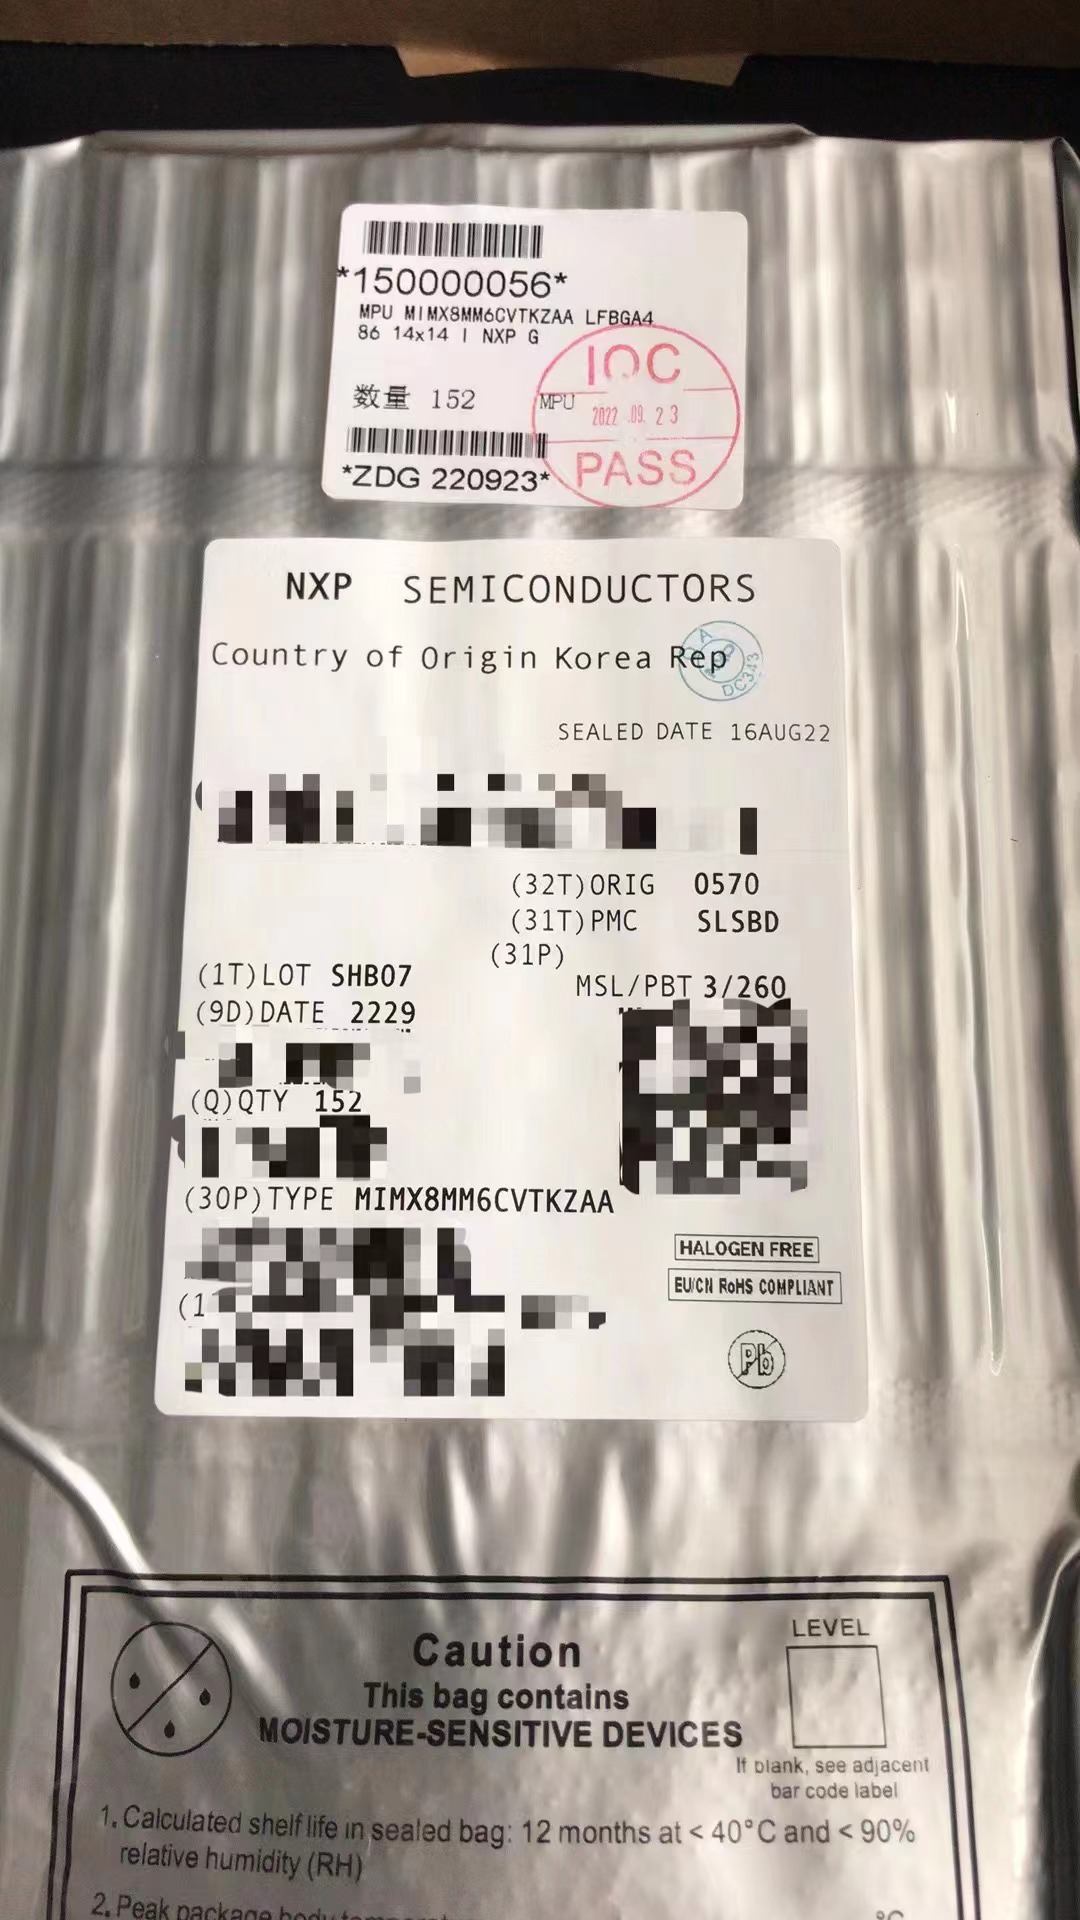 *150000056*
MPU MIMX8MM6CVTKZAA LFBGA4
86 14x14 I NXP G
数量 152
MPU
IQC
2022.09.23
PASS
*ZDG 220923*
NXP SEMICONDUCTORS
Country of Origin Korea Rep
A
DC343
SEALED DATE 16AUG22
(32T)ORIG 0570
(31T)PMC SLSBD
(31P)
(1T)LOT SHB07
MSL/PBT 3/260
(9D)DATE 2229
(Q)QTY 152
(30P)TYPE MIMX8MM6CVTKZAA
HALOGEN FREE
EU/CN RoHS COMPLIANT
(1
Pb
Caution
LEVEL
This bag contains
MOISTURE-SENSITIVE DEVICES
If blank, see adjacent
bar code label
1. Calculated shelf life in sealed bag: 12 months at < 40°C and < 90%
relative humidity (RH)
2. Peak package body °C